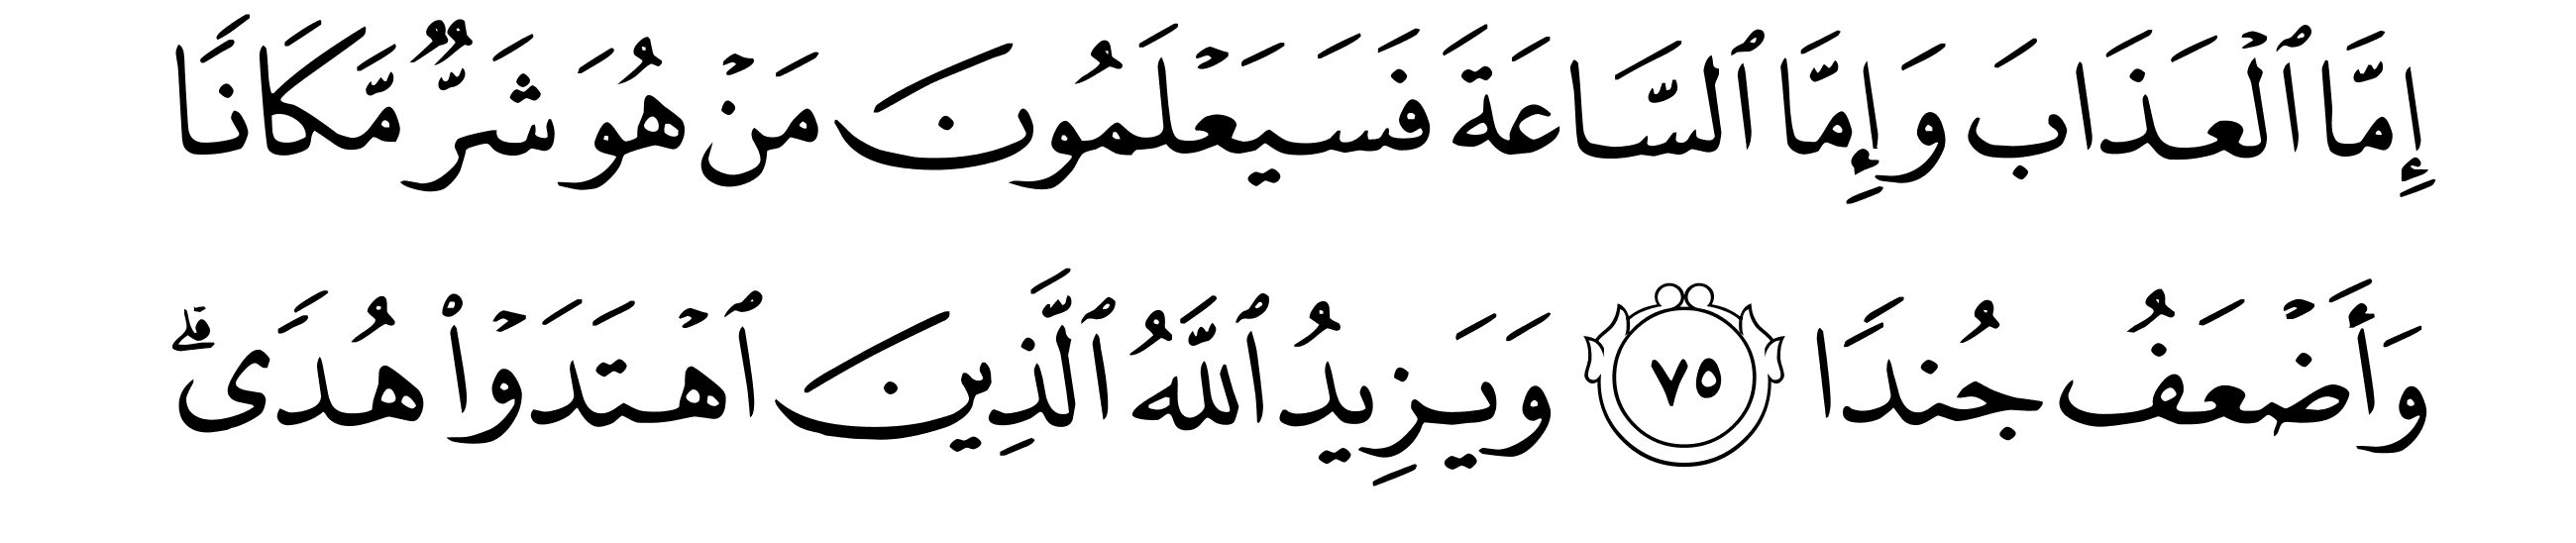 إِمَّا ٱلۡعَذَابَ وَإِمَّا ٱلسَّاعَةَ فَسَيَعۡلَمُونَ مَنۡ هُوَ شَرّٞ مَّكَانٗا
وَأَضۡعَفُ جُندٗا ٧٥ وَيَزِيدُ ٱللَّهُ ٱلَّذِينَ ٱهۡتَدَوۡاْ هُدٗىۗ